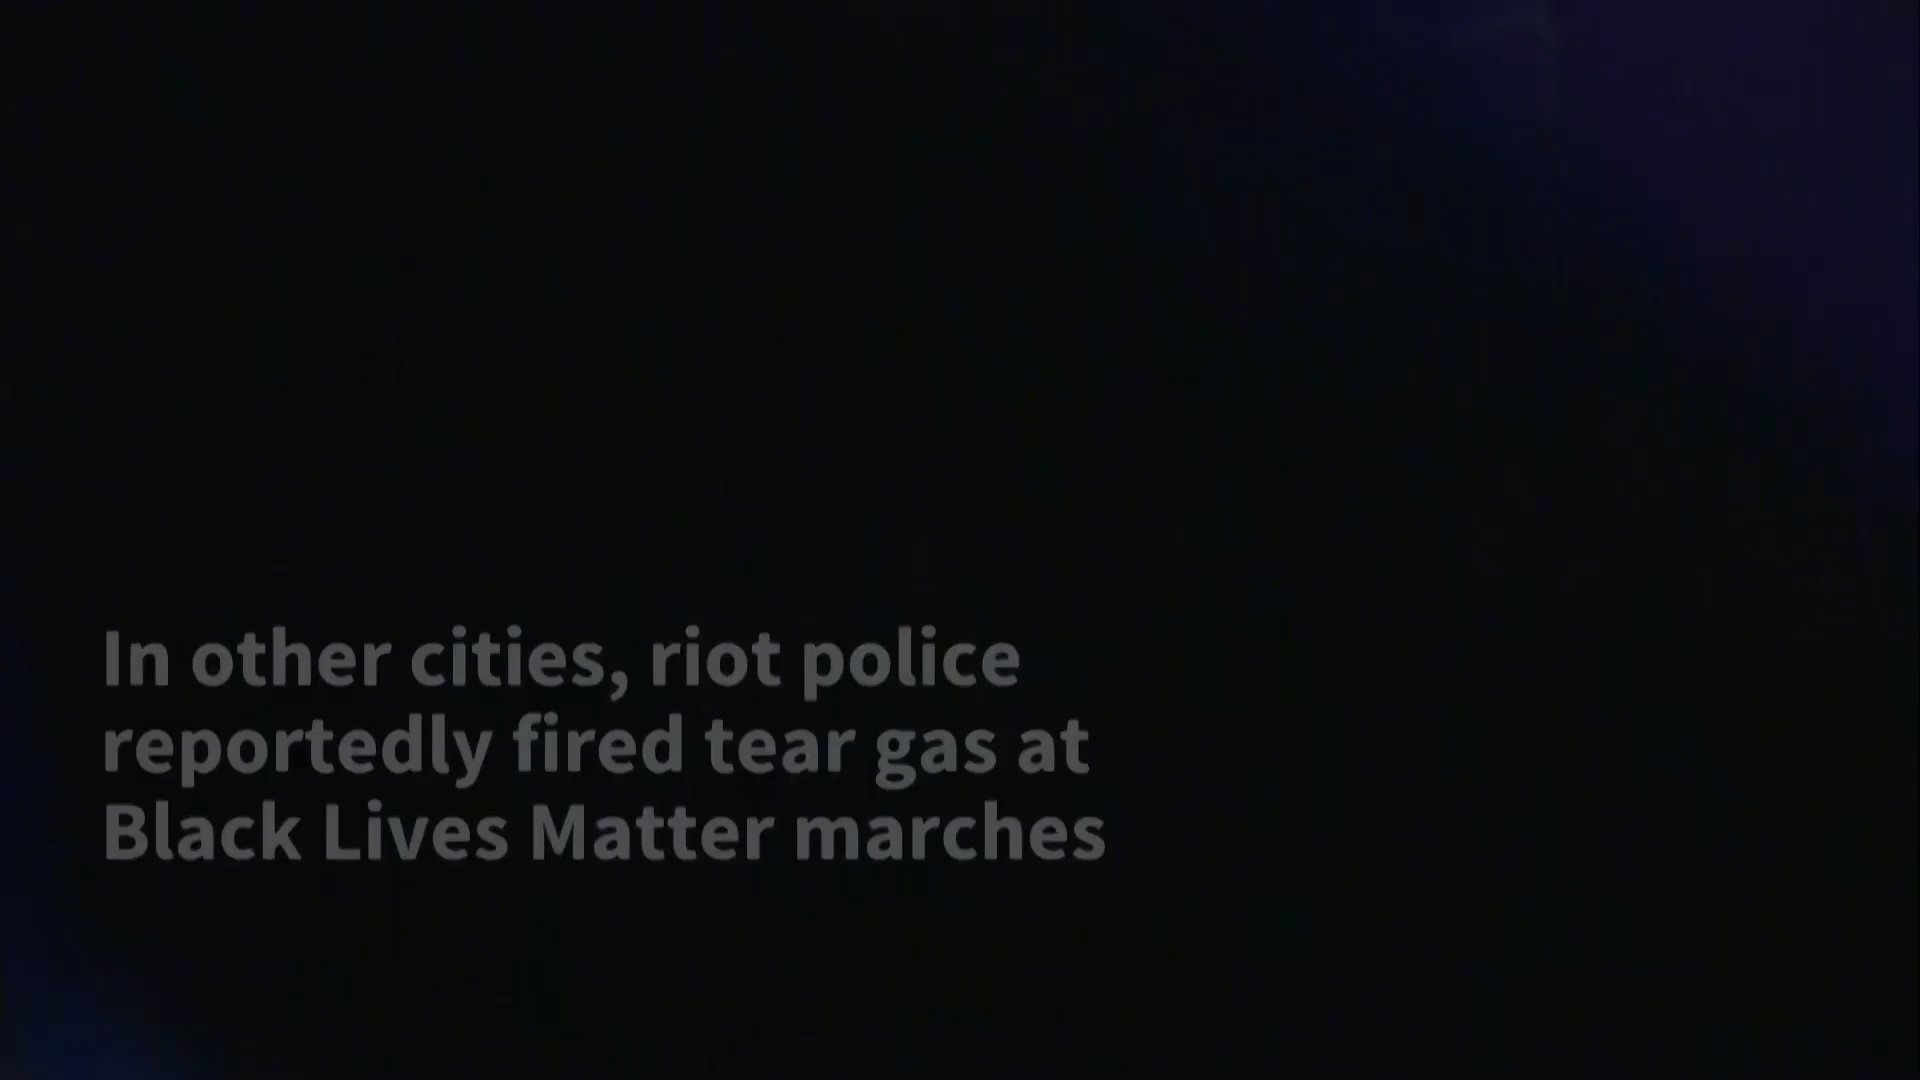 In other cities, riot police
reportedly fired tear gas at
Black Lives Matter marches